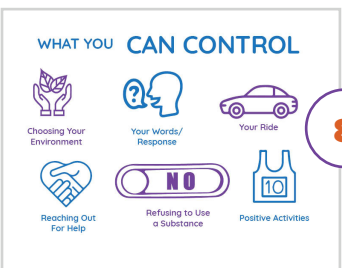 WHAT YOU CAN CONTROL
?
Choosing Your
Environment
Your Words/
Response
Your Ride
NO
10
Reaching Out
For Help
Refusing to Use
a Substance
Positive Activities